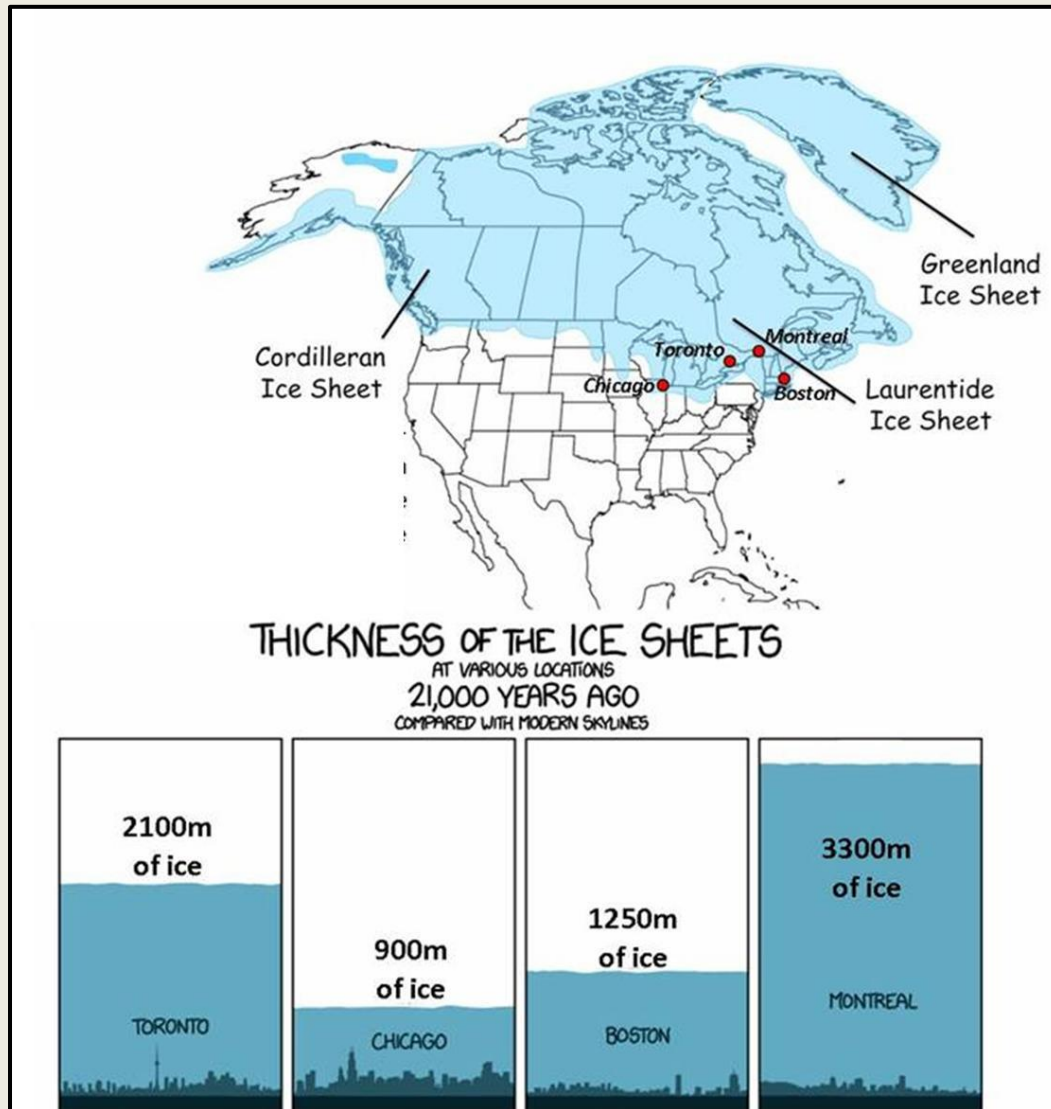 Greenland
Ice Sheet
Cordilleran
Ice Sheet
Toronto
Montreal
Chicago
Boston
Laurentide
Ice Sheet
THICKNESS OF THE ICE SHEETS
AT VARIOUS LOCATIONS
21,000 YEARS AGO
COMPARED WITH MODERN SKYLINES
2100m
of ice
TORONTO
900m
of ice
CHICAGO
1250m
of ice
BOSTON
3300m
of ice
MONTREAL